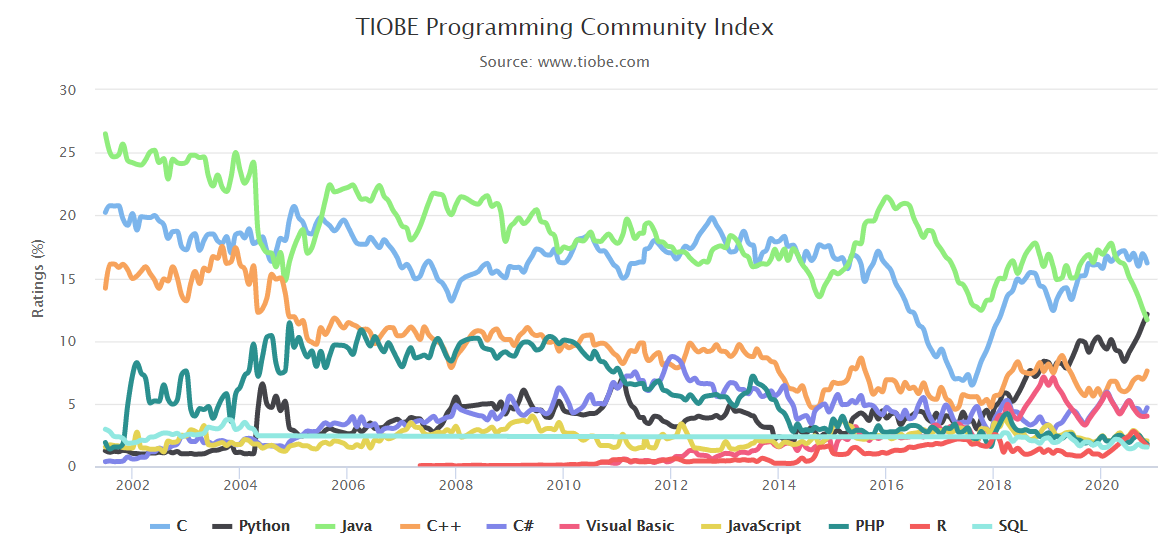 TIOBE Programming Community Index
Source: www.tiobe.com
Ratings (%)
30
25
20
15
10
5
0
2002 2004 2006 2008 2010 2012 2014 2016 2018 2020
C Python Java C++ C# Visual Basic JavaScript PHP R SQL